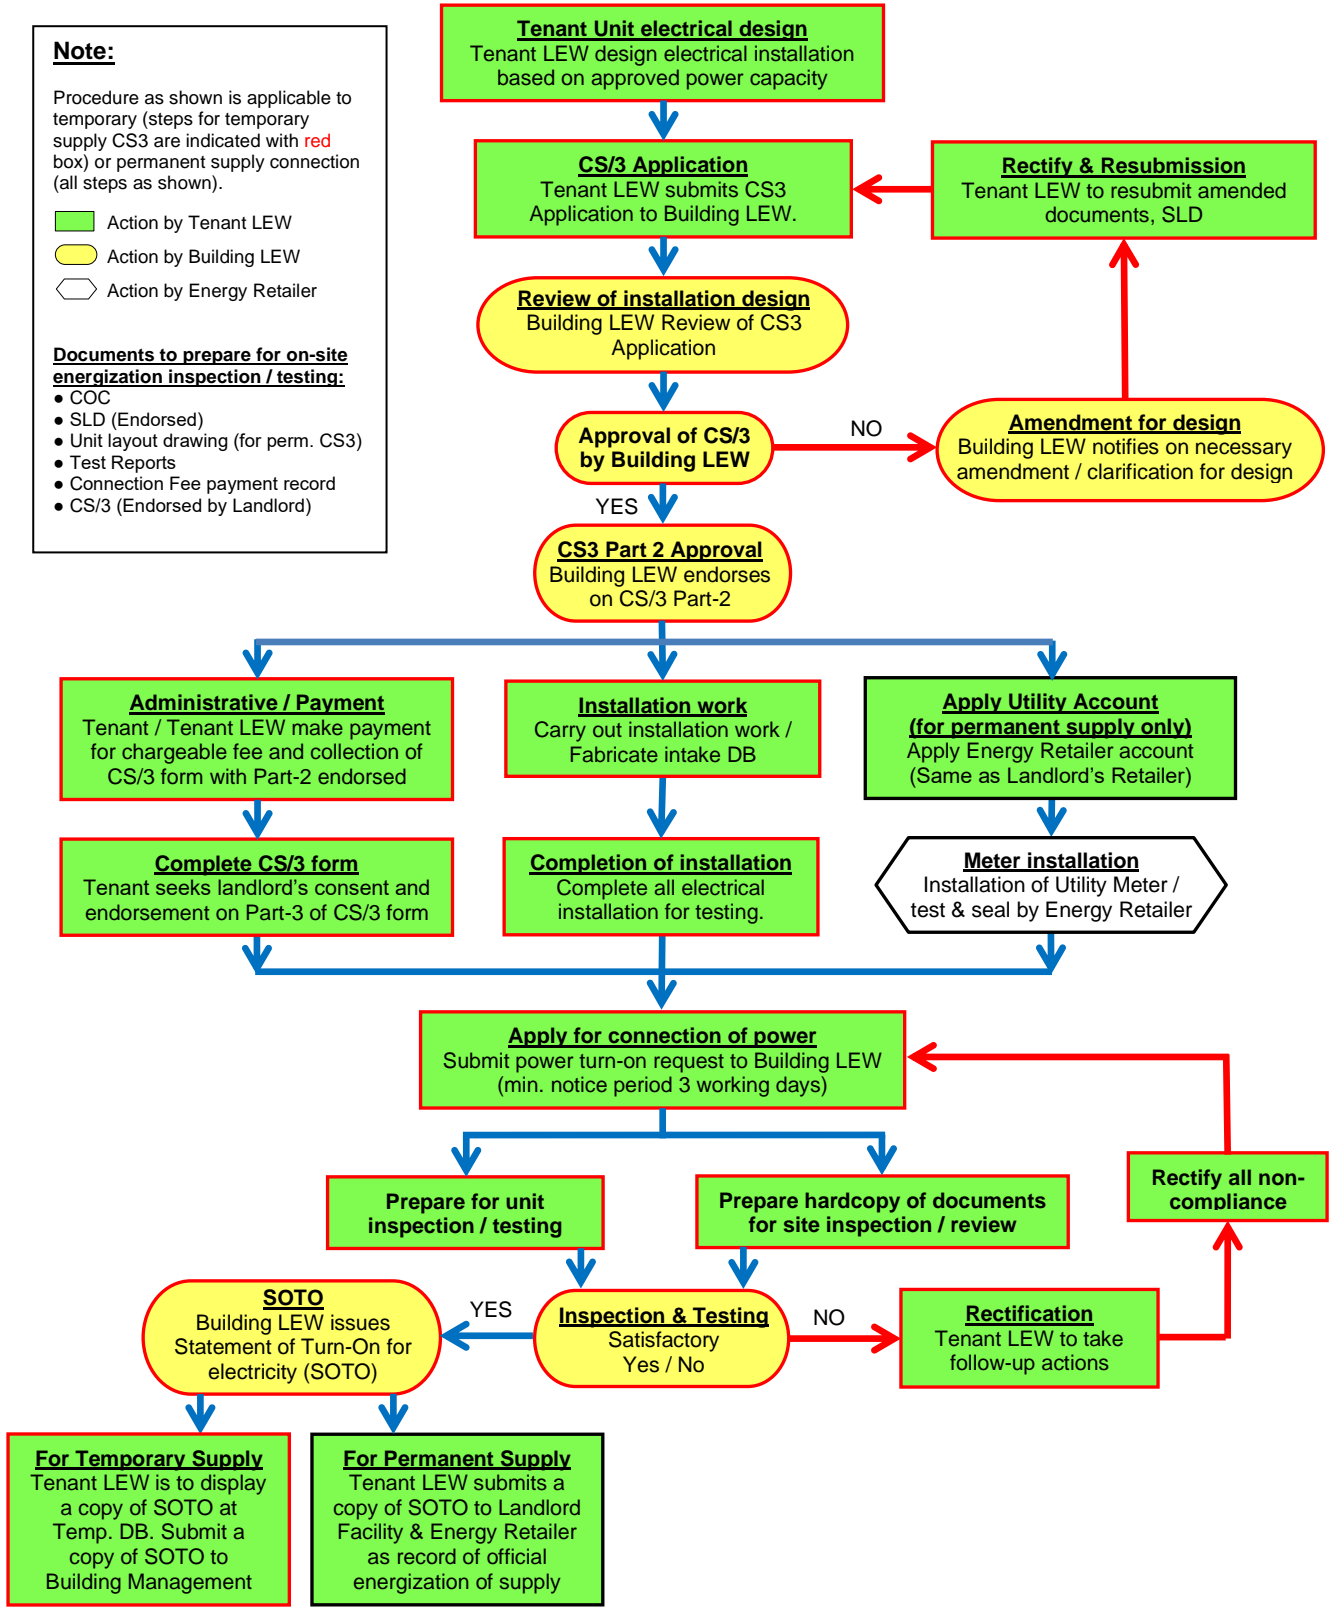 Note:
Procedure as shown is applicable to
temporary (steps for temporary
supply CS3 are indicated with red
box) or permanent supply connection
(all steps as shown).
Action by Tenant LEW
Action by Building LEW
Action by Energy Retailer
Documents to prepare for on-site
energization inspection / testing:
● COC
● SLD (Endorsed)
● Unit layout drawing (for perm. CS3)
● Test Reports
● Connection Fee payment record
● CS/3 (Endorsed by Landlord)
Tenant Unit electrical design
Tenant LEW design electrical installation
based on approved power capacity
CS/3 Application
Tenant LEW submits CS3
Application to Building LEW.
Rectify & Resubmission
Tenant LEW to resubmit amended
documents, SLD
Review of installation design
Building LEW Review of CS3
Application
Approval of CS/3
by Building LEW
NO
Amendment for design
Building LEW notifies on necessary
amendment / clarification for design
YES
CS3 Part 2 Approval
Building LEW endorses
on CS/3 Part-2
Administrative / Payment
Tenant / Tenant LEW make payment
for chargeable fee and collection of
CS/3 form with Part-2 endorsed
Installation work
Carry out installation work /
Fabricate intake DB
Apply Utility Account
(for permanent supply only)
Apply Energy Retailer account
(Same as Landlord's Retailer)
Complete CS/3 form
Tenant seeks landlord's consent and
endorsement on Part-3 of CS/3 form
Completion of installation
Complete all electrical
installation for testing.
Meter installation
Installation of Utility Meter /
test & seal by Energy Retailer
Apply for connection of power
Submit power turn-on request to Building LEW
(min. notice period 3 working days)
Prepare for unit
inspection / testing
Prepare hardcopy of documents
for site inspection / review
Rectify all non-
compliance
SOTO
Building LEW issues
Statement of Turn-On for
electricity (SOTO)
YES
Inspection & Testing
Satisfactory
Yes / No
NO
Rectification
Tenant LEW to take
follow-up actions
For Temporary Supply
Tenant LEW is to display
a copy of SOTO at
Temp. DB. Submit a
copy of SOTO to
Building Management
For Permanent Supply
Tenant LEW submits a
copy of SOTO to Landlord
Facility & Energy Retailer
as record of official
energization of supply